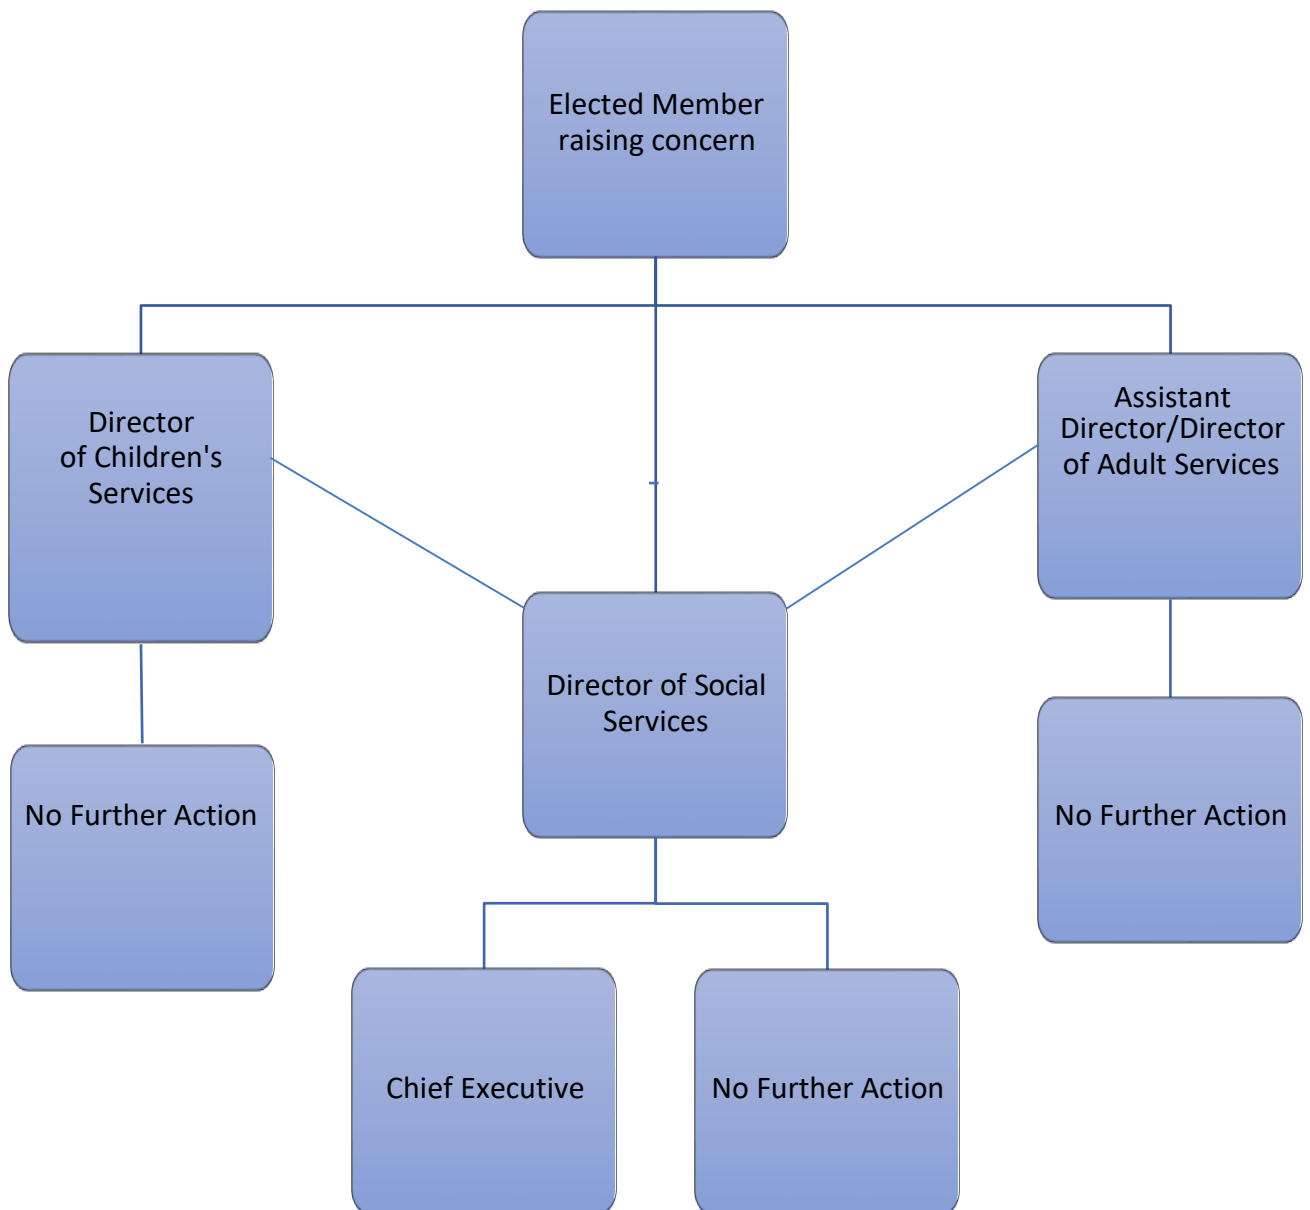 Elected Member
raising concern
Director
of Children's
Services
Assistant
Director/Director
of Adult Services
Director of Social
Services
No Further Action
No Further Action
Chief Executive
No Further Action